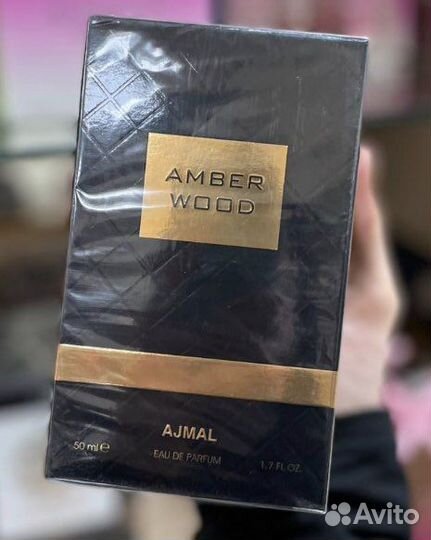 AMBER
WOOD
AJMAL
50 ml e EAU DE PARFUM 1.7 FL.OZ.
Avito